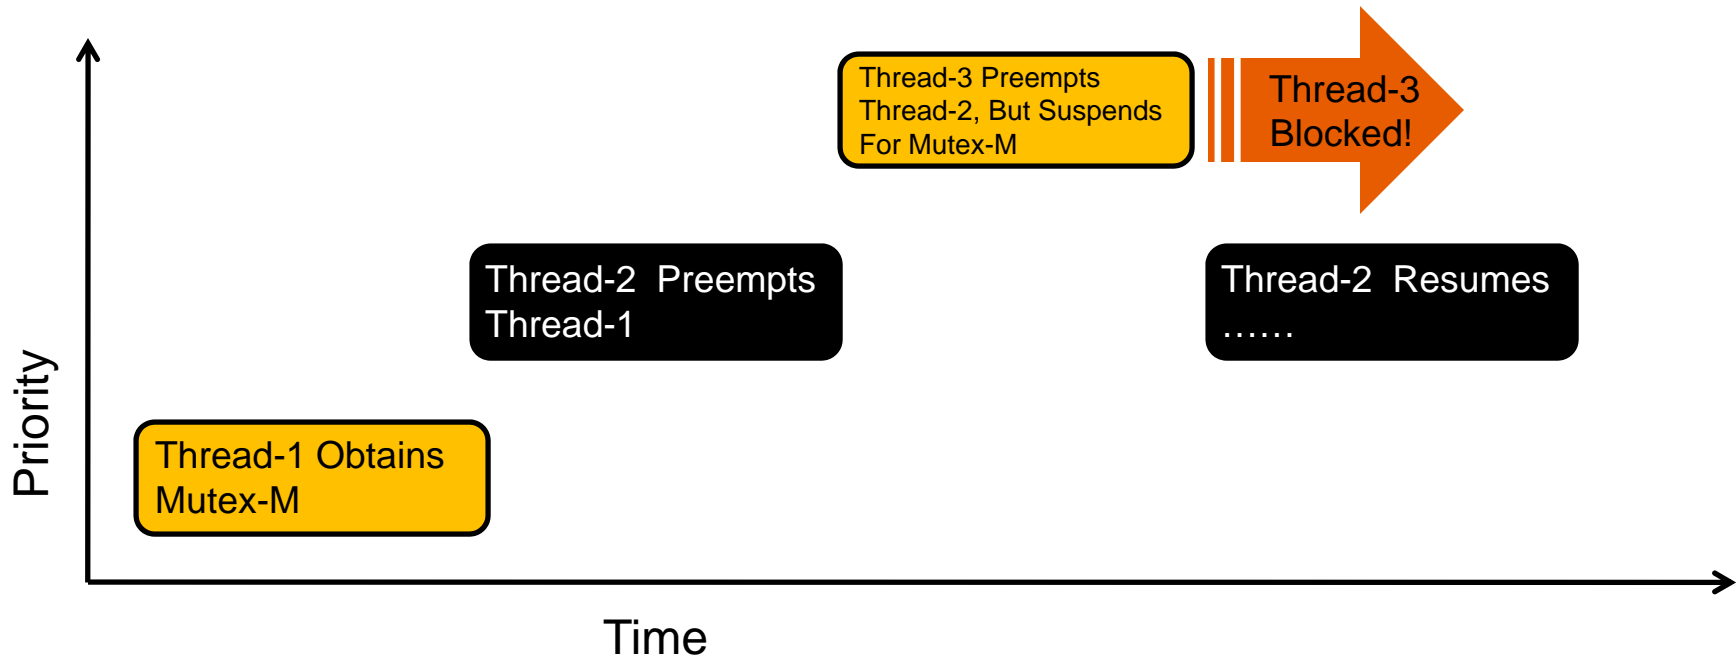 Thread-3 Preempts
Thread-2, But Suspends
For Mutex-M
Thread-3
Blocked!
Thread-2  Preempts
Thread-1
Thread-2  Resumes
……
Thread-1 Obtains
Mutex-M
Priority
Time